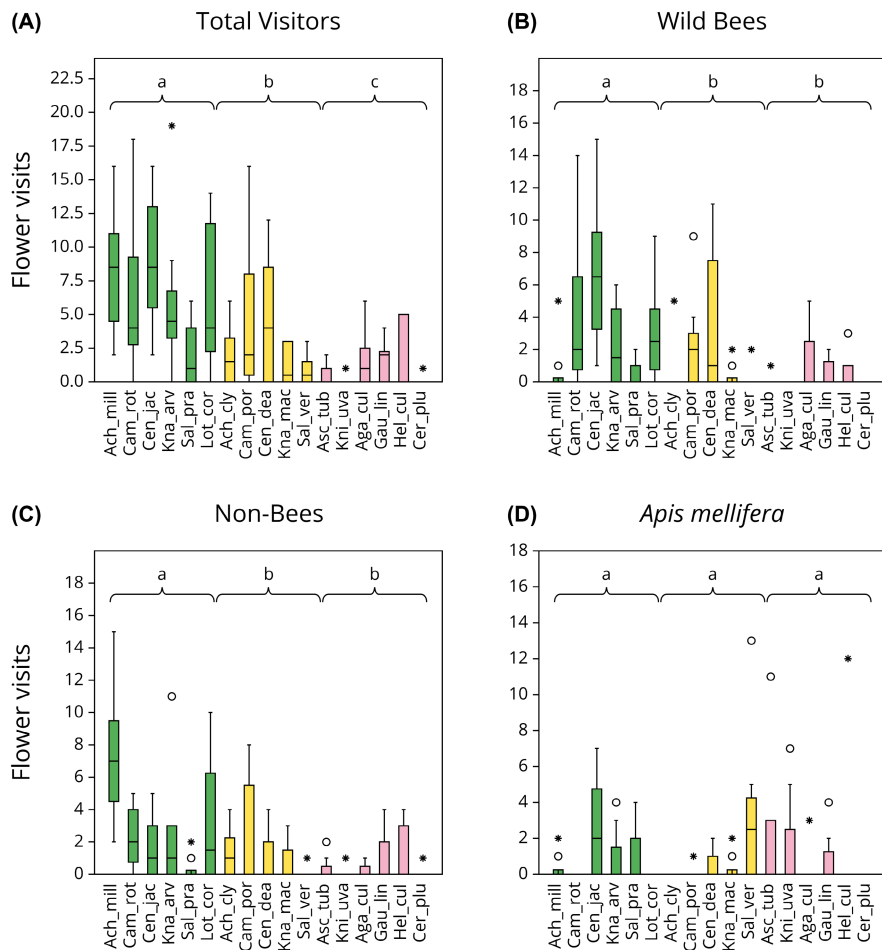 (A) Total Visitors
Flower visits
22.5
20.0
17.5
15.0
12.5
10.0
7.5
5.0
2.5
0.0
a b c
Ach_mill
Cam_rot
Cen_jac
Kna_arv
Sal_pra
Lot_cor
Ach_cly
Cam_por
Cen_dea
Kna_mac
Sal_ver
Asc_tub
Kni_uva
Aga_cul
Gau_lin
Hel_cul
Cer_plu
(B) Wild Bees
18
16
14
12
10
8
6
4
2
0
a b b
Ach_mill
Cam_rot
Cen_jac
Kna_arv
Sal_pra
Lot_cor
Ach_cly
Cam_por
Cen_dea
Kna_mac
Sal_ver
Asc_tub
Kni_uva
Aga_cul
Gau_lin
Hel_cul
Cer_plu
(C) Non-Bees
Flower visits
18
16
14
12
10
8
6
4
2
0
a b b
Ach_mill
Cam_rot
Cen_jac
Kna_arv
Sal_pra
Lot_cor
Ach_cly
Cam_por
Cen_dea
Kna_mac
Sal_ver
Asc_tub
Kni_uva
Aga_cul
Gau_lin
Hel_cul
Cer_plu
(D) Apis mellifera
18
16
14
12
10
8
6
4
2
0
a a a
Ach_mill
Cam_rot
Cen_jac
Kna_arv
Sal_pra
Lot_cor
Ach_cly
Cam_por
Cen_dea
Kna_mac
Sal_ver
Asc_tub
Kni_uva
Aga_cul
Gau_lin
Hel_cul
Cer_plu